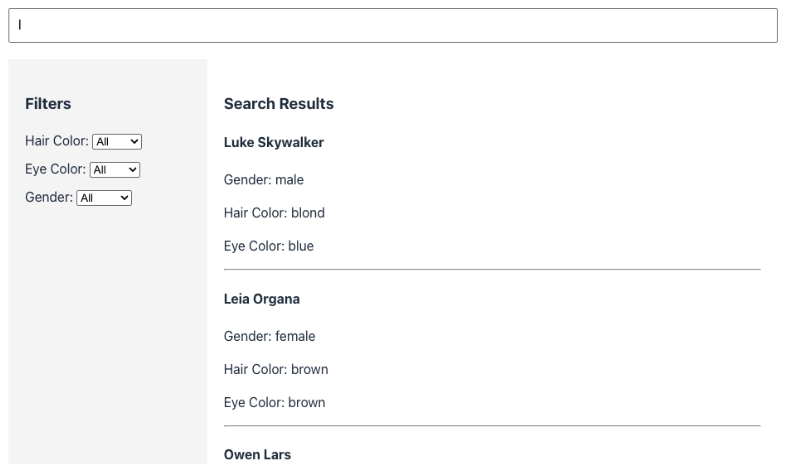 l
Filters
Hair Color: All
Eye Color: All
Gender: All
Search Results
Luke Skywalker
Gender: male
Hair Color: blond
Eye Color: blue
Leia Organa
Gender: female
Hair Color: brown
Eye Color: brown
Owen Lars